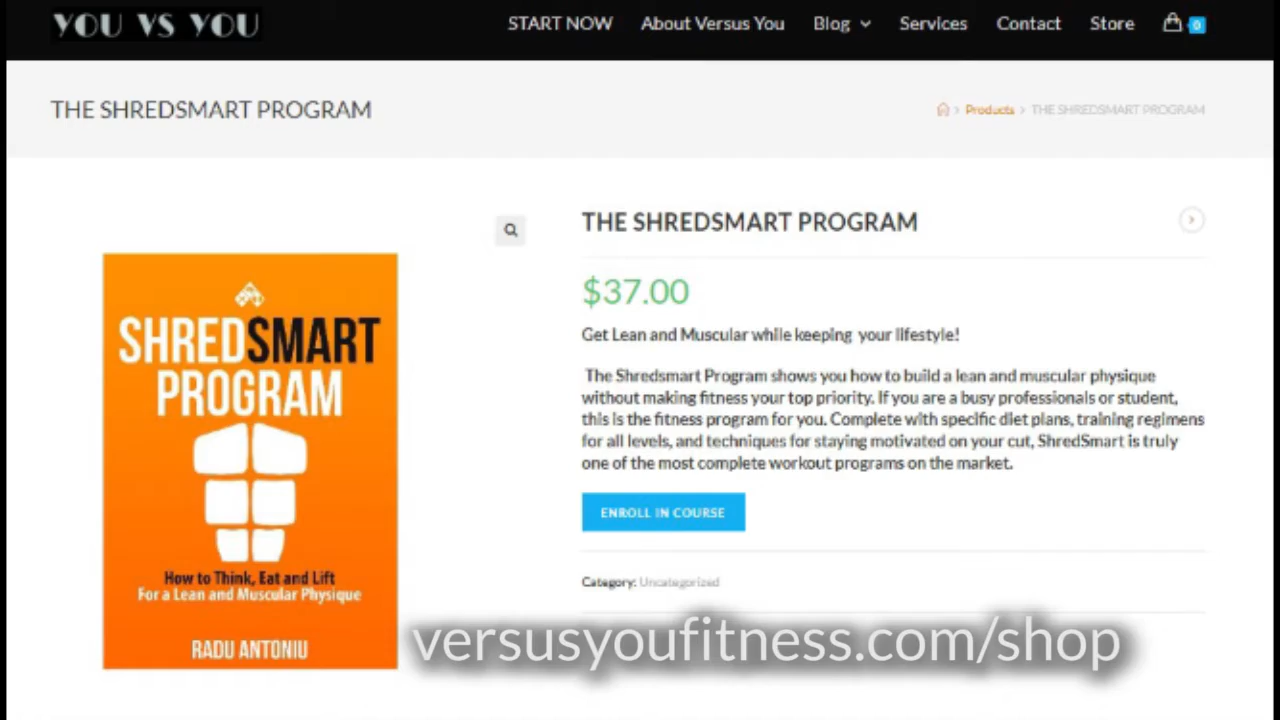 YOU VS YOU
START NOW About Versus You Blog Services Contact Store 0
THE SHREDSMART PROGRAM
Products > THE SHREDSMART PROGRAM
THE SHREDSMART PROGRAM
$37.00
Get Lean and Muscular while keeping your lifestyle!
The Shredsmart Program shows you how to build a lean and muscular physique
without making fitness your top priority. If you are a busy professionals or student,
this is the fitness program for you. Complete with specific diet plans, training regimens
for all levels, and techniques for staying motivated on your cut, ShredSmart is truly
one of the most complete workout programs on the market.
ENROLL IN COURSE
Category: Uncategorized
SHREDSMART
PROGRAM
How to Think, Eat and Lift
For a Lean and Muscular Physique
RADU ANTONIU
versusyoufitness.com/shop